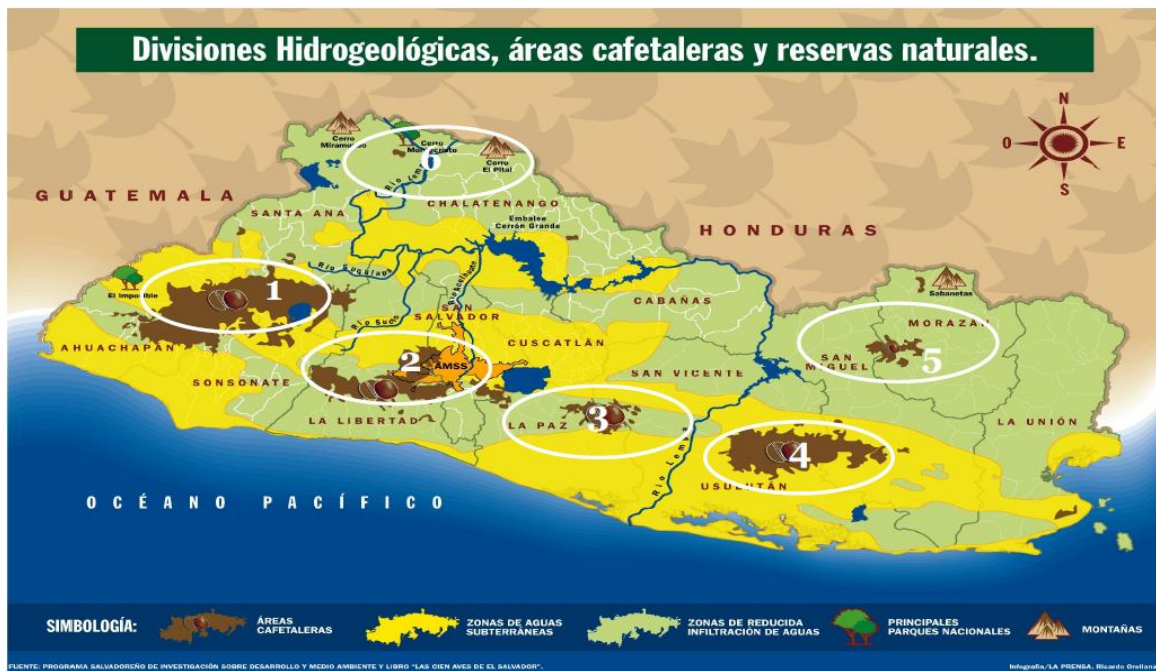 Divisiones Hidrogeológicas, áreas cafetaleras y reservas naturales.
N
O
E
S
Cerro
Miramundo
Cerro
Montecristo
Cerro
El Pital
6
Río Lempa
GUATEMALA
SANTA ANA
CHALATENANGO
Embalse
Cerrón Grande
HONDURAS
El Imposible
1
Río Suquiapa
Río Acelhuate
Río Sucio
SAN
SALVADOR
CABAÑAS
Sabanetas
MORAZA.
AHUACHAPÁN
2
AMSS
CUSCATLÁN
SAN
MIGUEL
5
SONSONATE
SAN VICENTE
LA LIBERTAD
LA PAZ
3
LA UNIÓN
4
Río Lempa
USULUTÁN
OCÉANO PACÍFICO
SIMBOLOGÍA:
ÁREAS
CAFETALERAS
ZONAS DE AGUAS
SUBTERRÁNEAS
ZONAS DE REDUCIDA
INFILTRACIÓN DE AGUAS
PRINCIPALES
PARQUES NACIONALES
MONTAÑAS
FUENTE: PROGRAMA SALVADOREÑO DE INVESTIGACIÓN SOBRE DESARROLLO Y MEDIO AMBIENTE Y LIBRO "LAS CIEN AVES DE EL SALVADOR".
Infografía/LA PRENSA, Ricardo Orellana